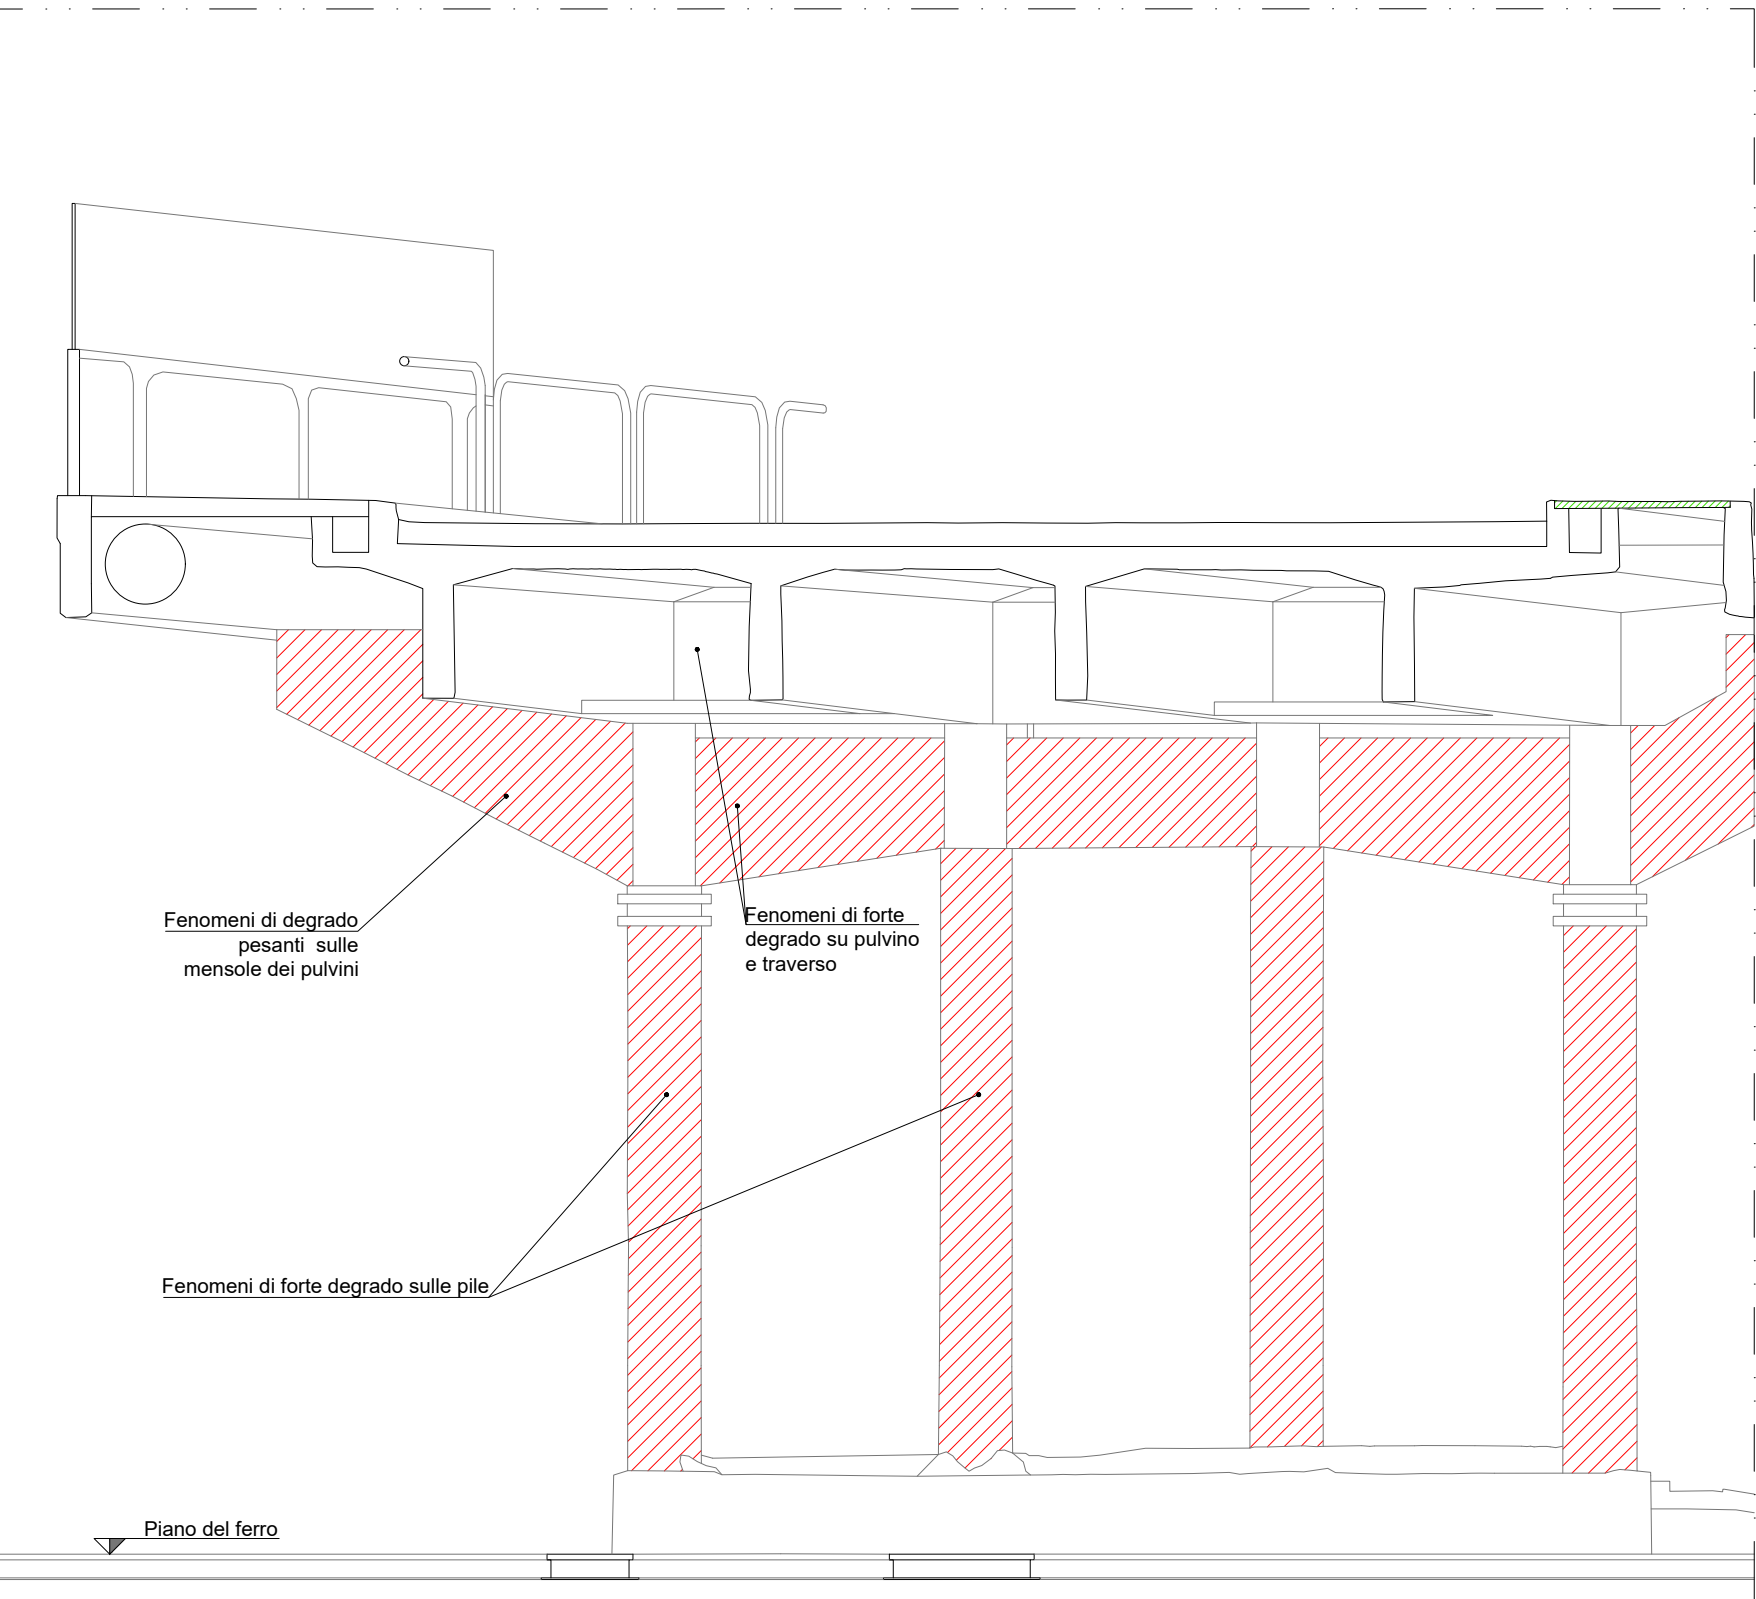 Fenomeni di degrado
pesanti sulle
mensole dei pulvini
Fenomeni di forte
degrado su pulvino
e traverso
Fenomeni di forte degrado sulle pile
Piano del ferro